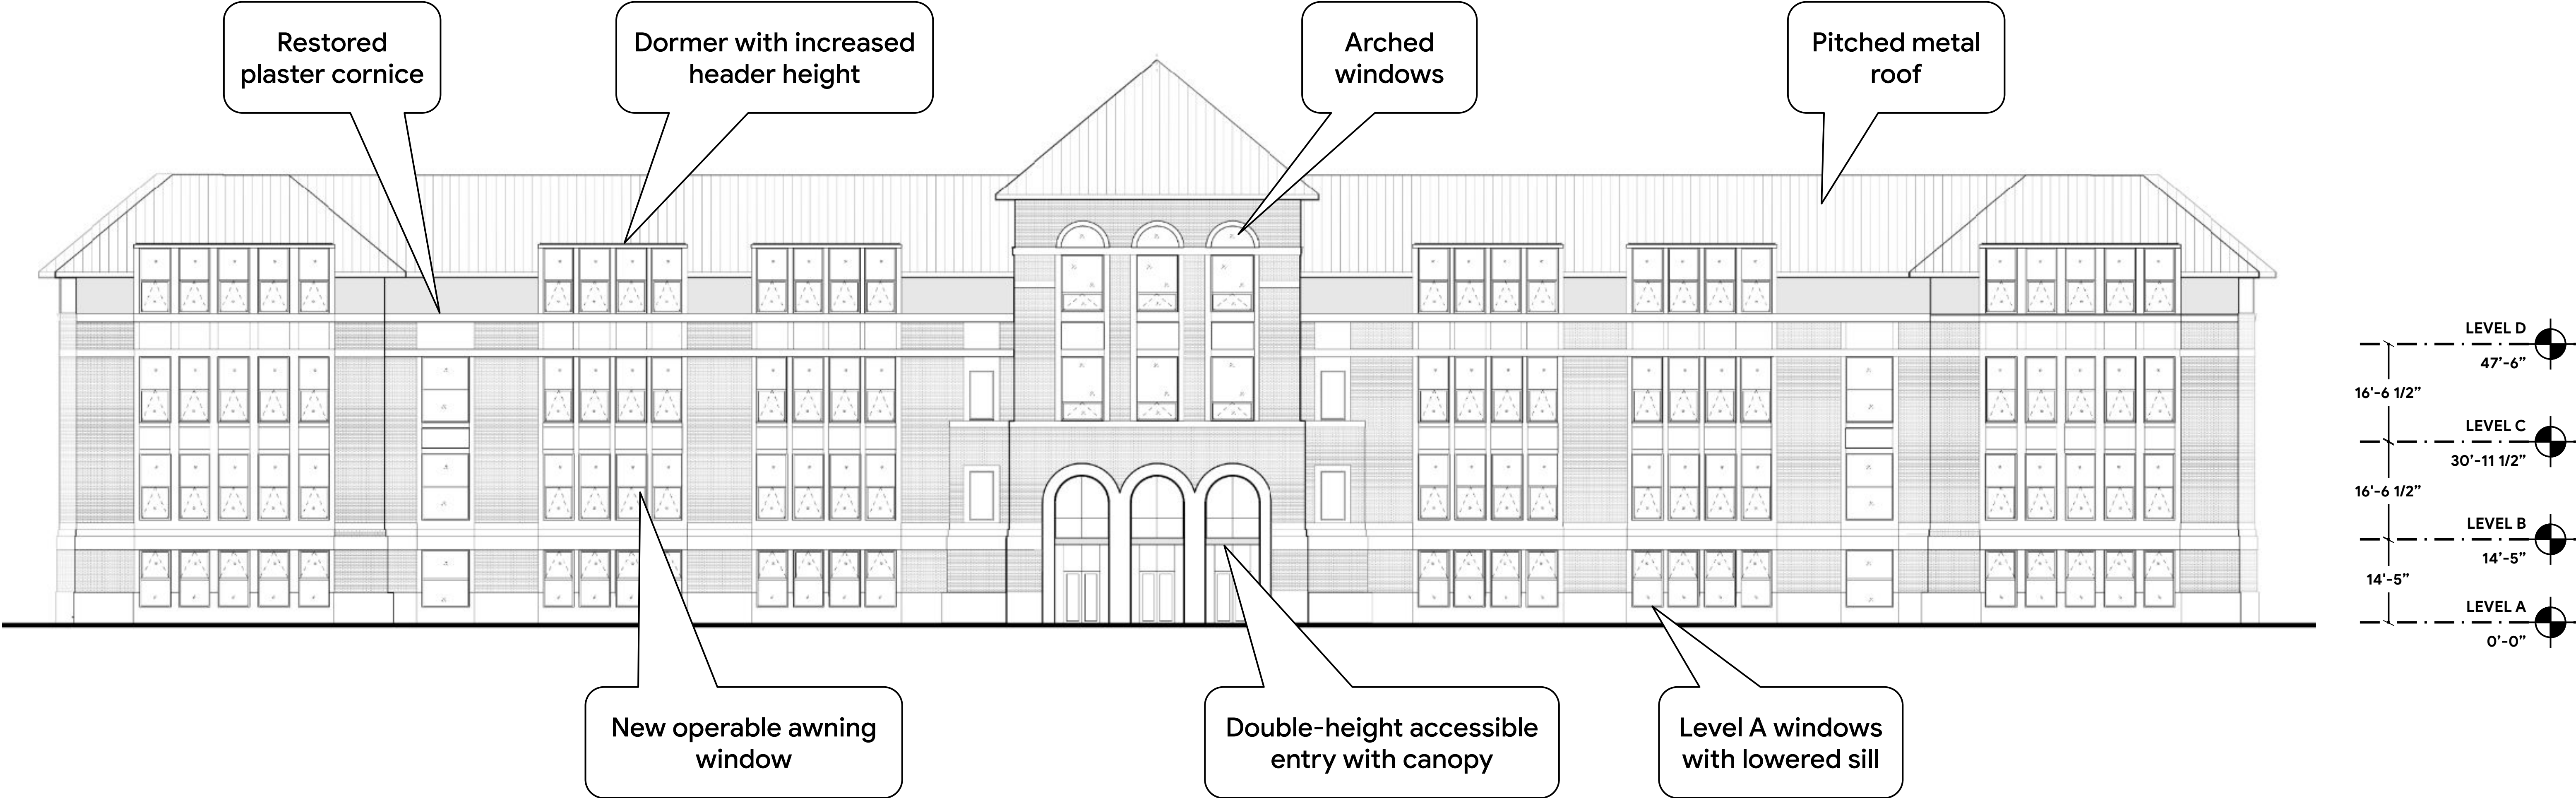 Restored
plaster cornice
Dormer with increased
header height
Arched
windows
Pitched metal
roof
LEVEL D
47’-6”
16'-6 1/2”
LEVEL C
30’-11 1/2”
16'-6 1/2”
LEVEL B
14’-5”
14'-5”
LEVEL A
0’-0”
New operable awning
window
Double-height accessible
entry with canopy
Level A windows
with lowered sill